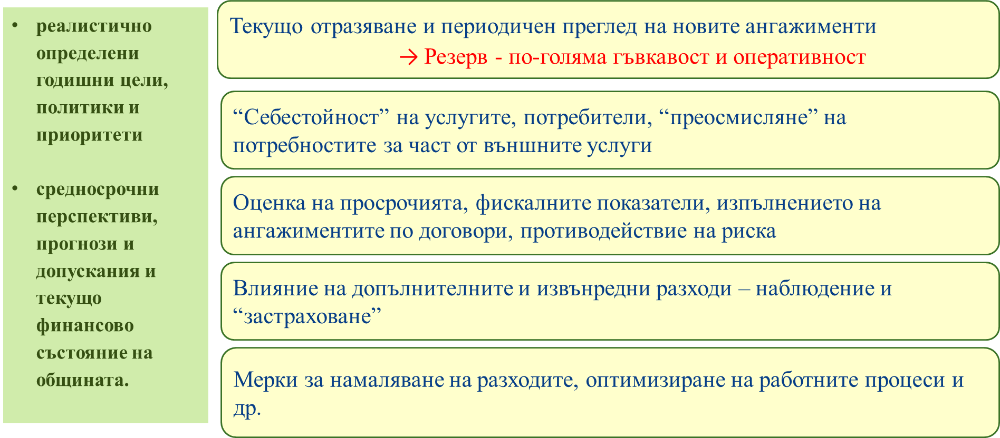 • реалистично
определени
годишни цели,
политики и
приоритети
• средносрочни
перспективи,
прогнози и
допускания и
текущо
финансово
състояние на
общината.
Текущо отразяване и периодичен преглед на новите ангажименти
→ Резерв - по-голяма гъвкавост и оперативност
“Себестойност” на услугите, потребители, “преосмисляне” на
потребностите за част от външните услуги
Оценка на просрочията, фискалните показатели, изпълнението на
ангажиментите по договори, противодействие на риска
Влияние на допълнителните и извънредни разходи – наблюдение и
“застраховане”
Мерки за намаляване на разходите, оптимизиране на работните процеси и
др.